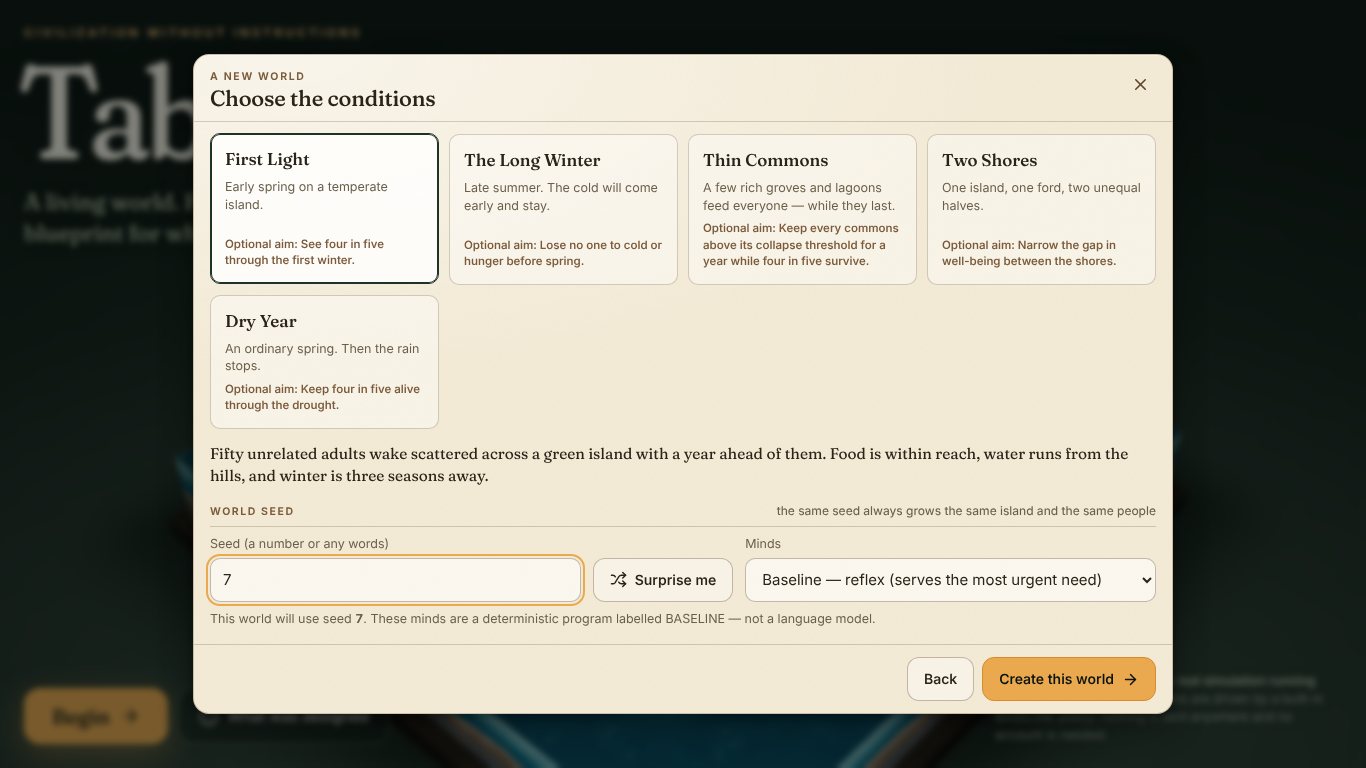 CIVILIZATION WITHOUT INSTRUCTIONS
Tab
A living world.
blueprint for wh
A NEW WORLD
Choose the conditions
First Light
Early spring on a temperate
island.
Optional aim: See four in five
through the first winter.
The Long Winter
Late summer. The cold will come
early and stay.
Optional aim: Lose no one to cold or
hunger before spring.
Thin Commons
A few rich groves and lagoons
feed everyone — while they last.
Optional aim: Keep every commons
above its collapse threshold for a
year while four in five survive.
Two Shores
One island, one ford, two unequal
halves.
Optional aim: Narrow the gap in
well-being between the shores.
Dry Year
An ordinary spring. Then the rain
stops.
Optional aim: Keep four in five alive
through the drought.
Fifty unrelated adults wake scattered across a green island with a year ahead of them. Food is within reach, water runs from the
hills, and winter is three seasons away.
WORLD SEED
the same seed always grows the same island and the same people
Seed (a number or any words)
Minds
7
Surprise me
Baseline — reflex (serves the most urgent need)
This world will use seed 7. These minds are a deterministic program labelled BASELINE — not a language model.
Back
Create this world
Begin